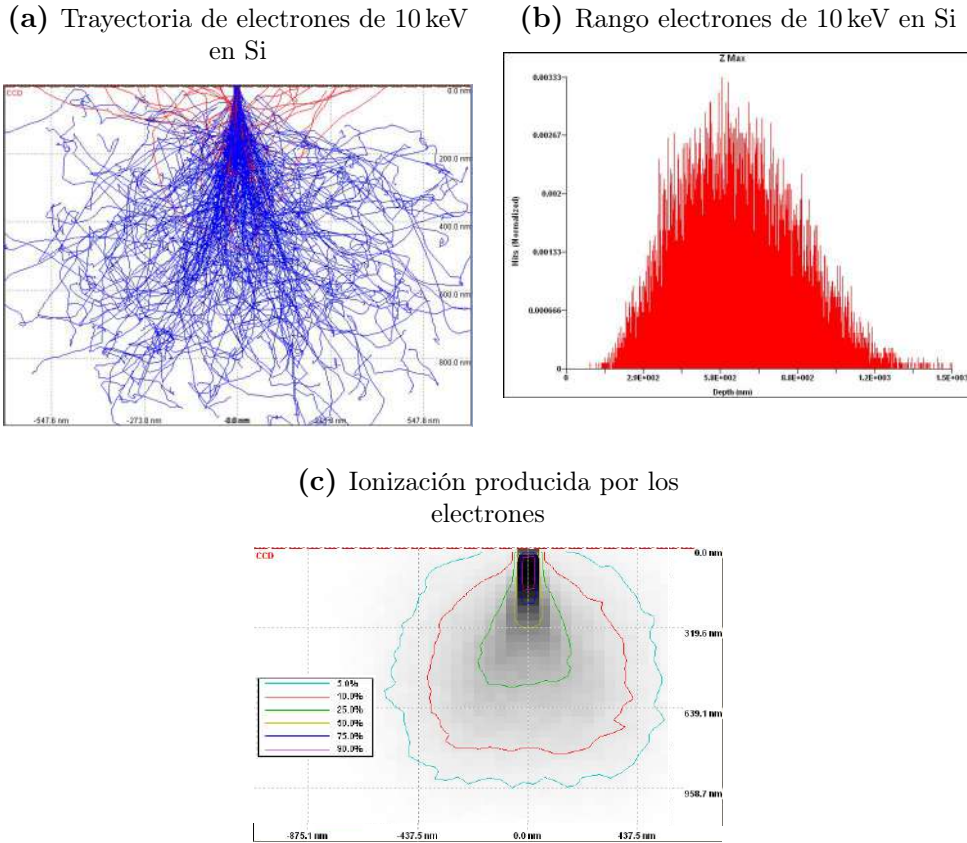 (a) Trayectoria de electrones de 10 keV
en Si
(b) Rango electrones de 10 keV en Si
CCD
0.0 nm
200.0 nm
400.0 nm
600.0 nm
800.0 nm
-547.6 nm
-273.8 nm
547.6 nm
Z Max
0.00333
0.00267
0.002
0.00133
0.000666
0
Hits (Normalized)
0
2.9E+002
5.8E+002
8.8E+002
1.2E+003
1.5E+003
Depth (nm)
(c) Ionización producida por los
electrones
CCD
0.0 nm
319.6 nm
639.1 nm
958.7 nm
5.0%
10.0%
25.0%
50.0%
75.0%
90.0%
-875.1 nm
-437.5 nm
0.0 nm
437.5 nm